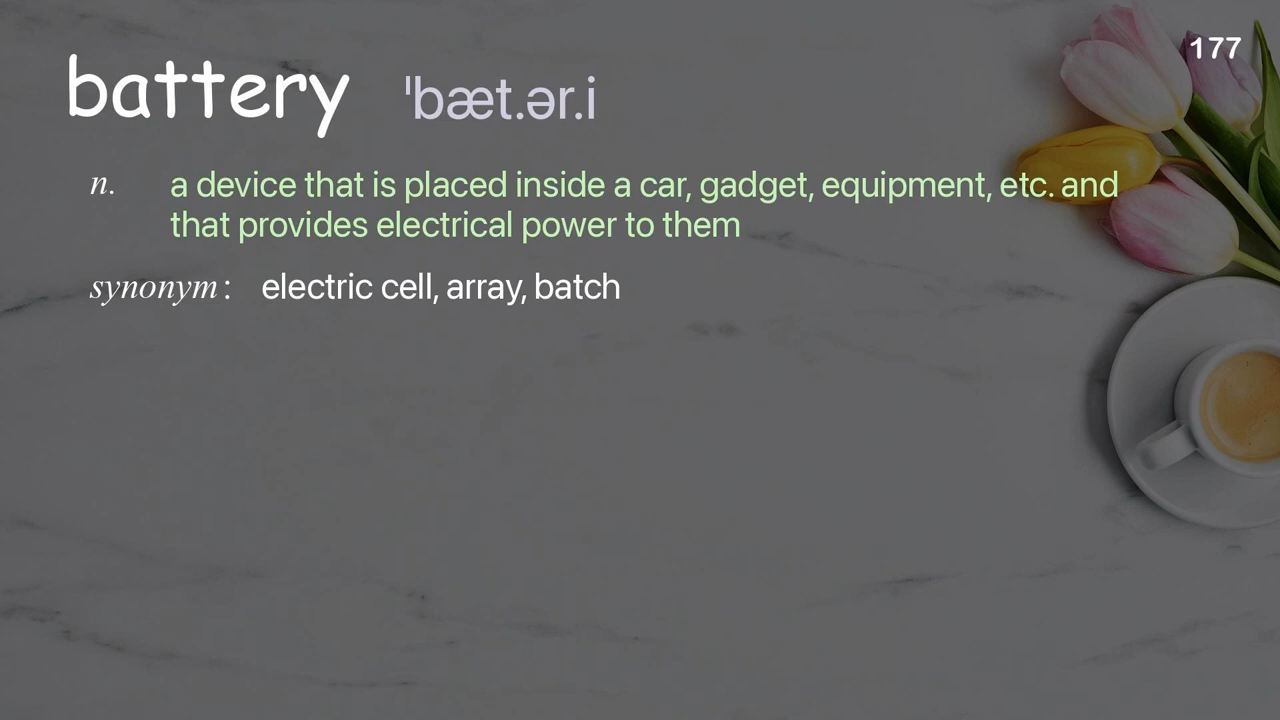 177
battery ˈbæt.ər.i
n. a device that is placed inside a car, gadget, equipment, etc. and
that provides electrical power to them
synonym : electric cell, array, batch